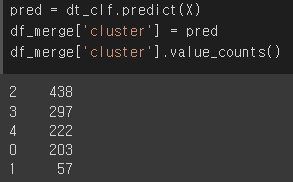 pred = dt_clf.predict(X)
df_merge['cluster'] = pred
df_merge['cluster'].value_counts()
2    438
3    297
4    222
0    203
1    57